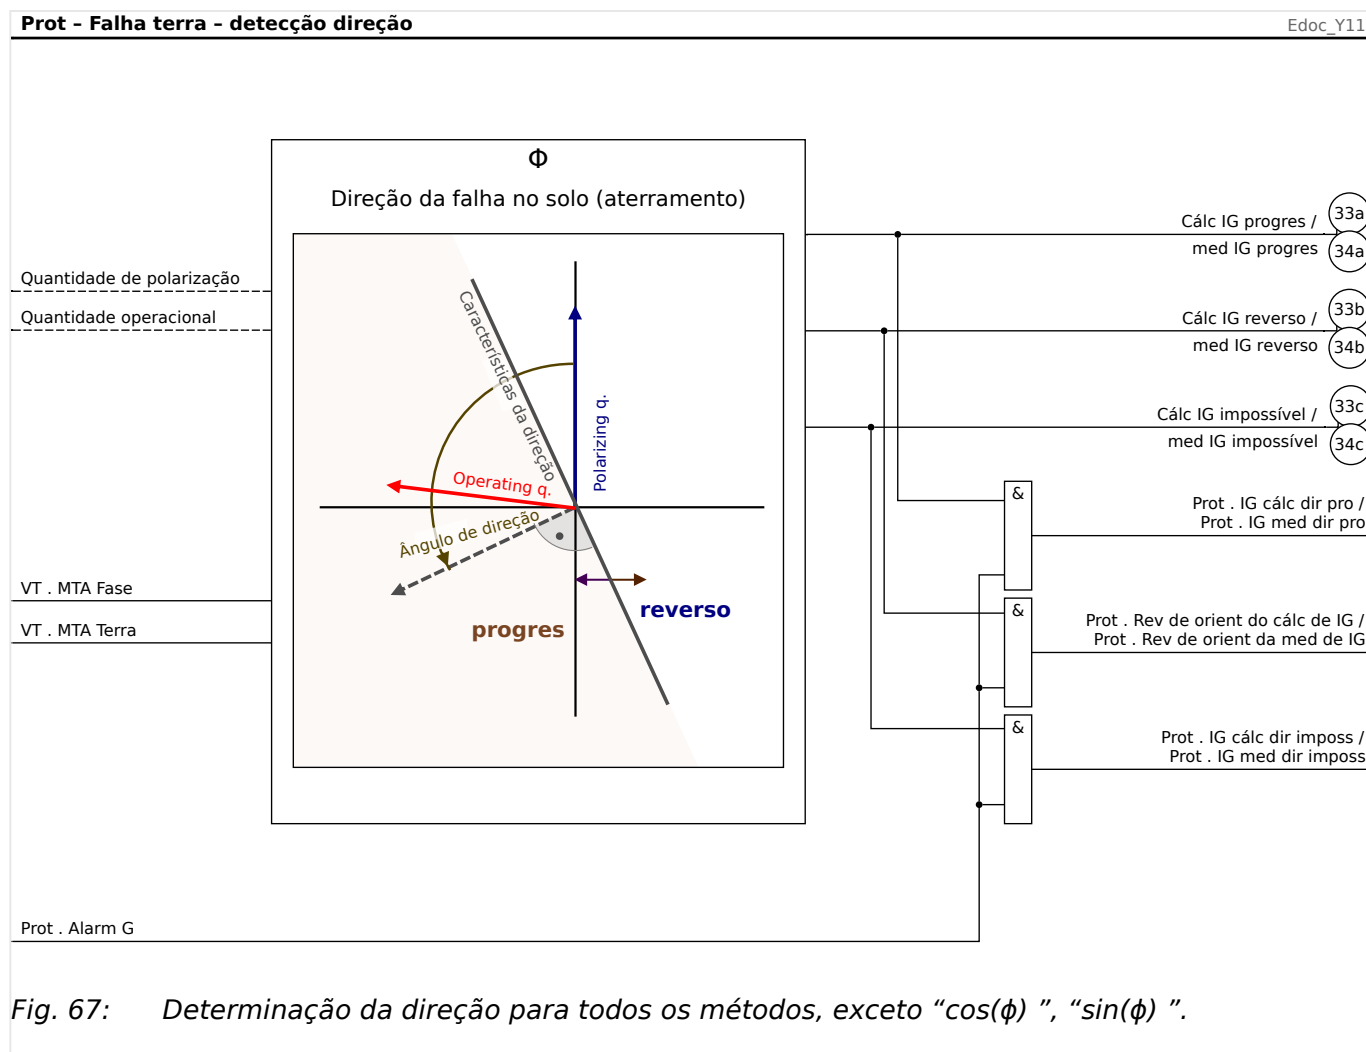 Prot – Falha terra – detecção direção
Edoc_Y11
Φ
Direção da falha no solo (aterramento)
Quantidade de polarização
Quantidade operacional
VT . MTA Fase
VT . MTA Terra
Prot . Alarm G
Características da direção
Polarizing q.
Operating q.
Ângulo de direção
progres
reverso
Cálc IG progres /
med IG progres
33a
34a
Cálc IG reverso /
med IG reverso
33b
34b
Cálc IG impossível /
med IG impossível
33c
34c
&
Prot . IG cálc dir pro /
Prot . IG med dir pro
&
Prot . Rev de orient do cálc de IG /
Prot . Rev de orient da med de IG
&
Prot . IG cálc dir imposs /
Prot . IG med dir imposs
Fig. 67: Determinação da direção para todos os métodos, exceto “cos(ϕ) ”, “sin(ϕ) ”.